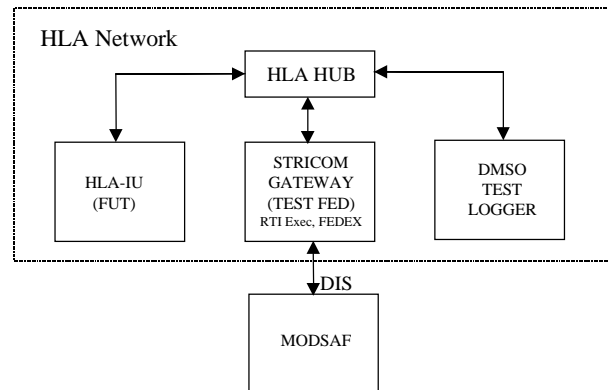 HLA Network
HLA HUB
HLA-IU
(FUT)
STRICOM
GATEWAY
(TEST FED)
RTI Exec, FEDEX
DMSO
TEST
LOGGER
DIS
MODSAF